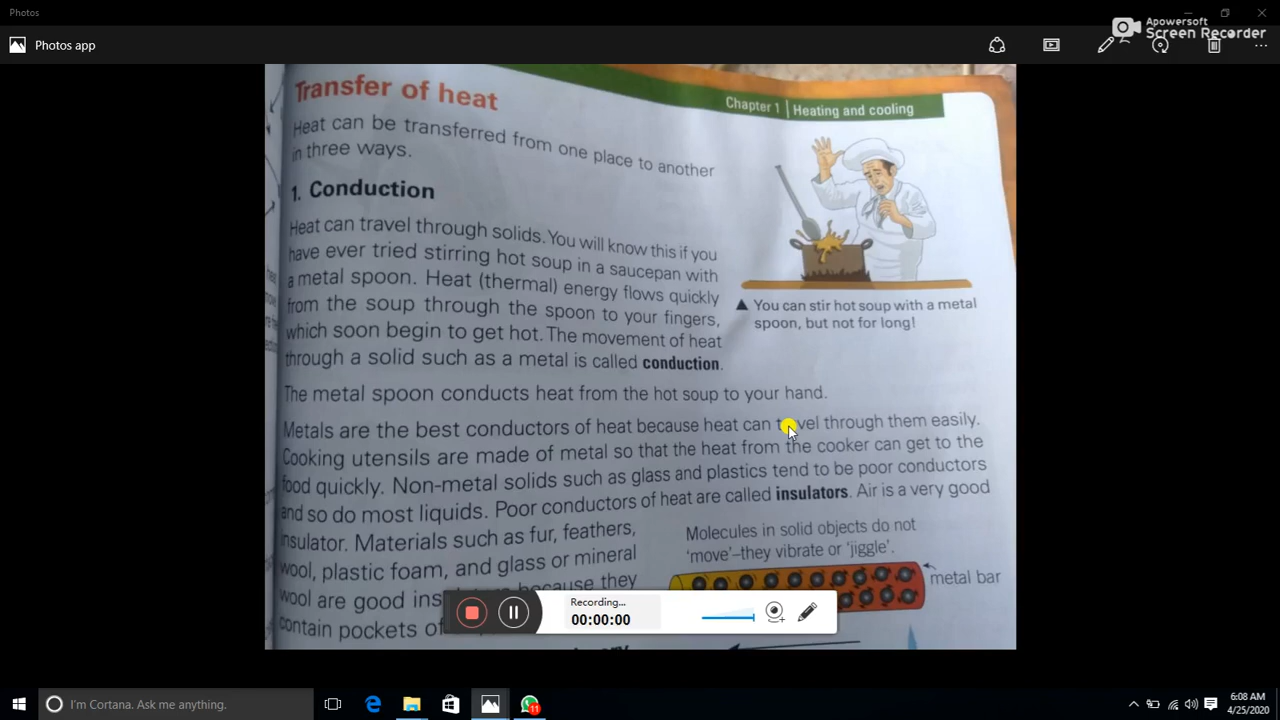 Photos
Apowersoft
Screen Recorder
Photos app
Transfer of heat
Chapter 1 | Heating and cooling
Heat can be transferred from one place to another
in three ways.
1. Conduction
Heat can travel through solids. You will know this if you
have ever tried stirring hot soup in a saucepan with
a metal spoon. Heat (thermal) energy flows quickly
from the soup through the spoon to your fingers,
which soon begin to get hot. The movement of heat
through a solid such as a metal is called conduction.
▲ You can stir hot soup with a metal
spoon, but not for long!
The metal spoon conducts heat from the hot soup to your hand.
Metals are the best conductors of heat because heat can through them easily.
Cooking utensils are made of metal so that the heat from the cooker can get to the
food quickly. Non-metal solids such as glass and plastics tend to be poor conductors
and so do most liquids. Poor conductors of heat are called insulators. Air is a very good
insulator. Materials such as fur, feathers,
wool, plastic foam, and glass or mineral
wool are good because they
contain pockets of
Molecules in solid objects do not
'move'–they vibrate or 'jiggle'.
metal bar
Recording...
00:00:00
I'm Cortana. Ask me anything.
11
6:08 AM
4/25/2020